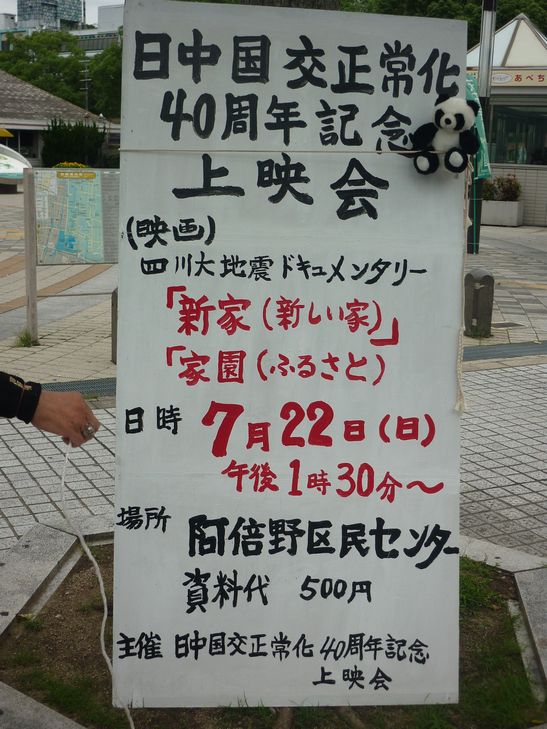 日中国交正常化
40周年記念
上映会
(映画)
四川大地震ドキュメンタリー
「新家(新しい家)」
「家園(ふるさと)
日時 7月22日(日)
午後1時30分〜
場所 阿倍野区民センター
資料代 500円
主催 日中国交正常化40周年記念
上映会
あべち